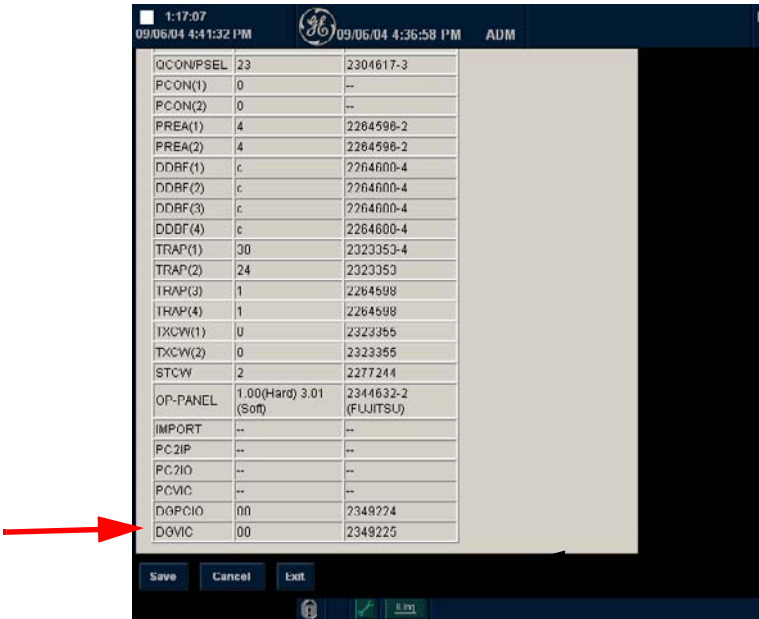 1:17:07
09/06/04 4:41:32 PM
GE
09/06/04 4:36:58 PM ADM
QCON/PSEL 23 2304617-3
PCON(1) 0 --
PCON(2) 0 --
PREA(1) 4 2264596-2
PREA(2) 4 2264596-2
DDBF(1) c 2264600-4
DDBF(2) c 2264600-4
DDBF(3) c 2264600-4
DDBF(4) c 2264600-4
TRAP(1) 30 2323353-4
TRAP(2) 24 2323353
TRAP(3) 1 2264598
TRAP(4) 1 2264598
TXCW(1) 0 2323355
TXCW(2) 0 2323355
STCW 2 2277244
OP-PANEL 1.00(Hard) 3.01 (Soft) 2344632-2 (FUJITSU)
IMPORT -- --
PC2IP -- --
PC2IO -- --
PCVIC -- --
DGPCIO 00 2349224
DGVIC 00 2349225
Save Cancel Exit
iLinq